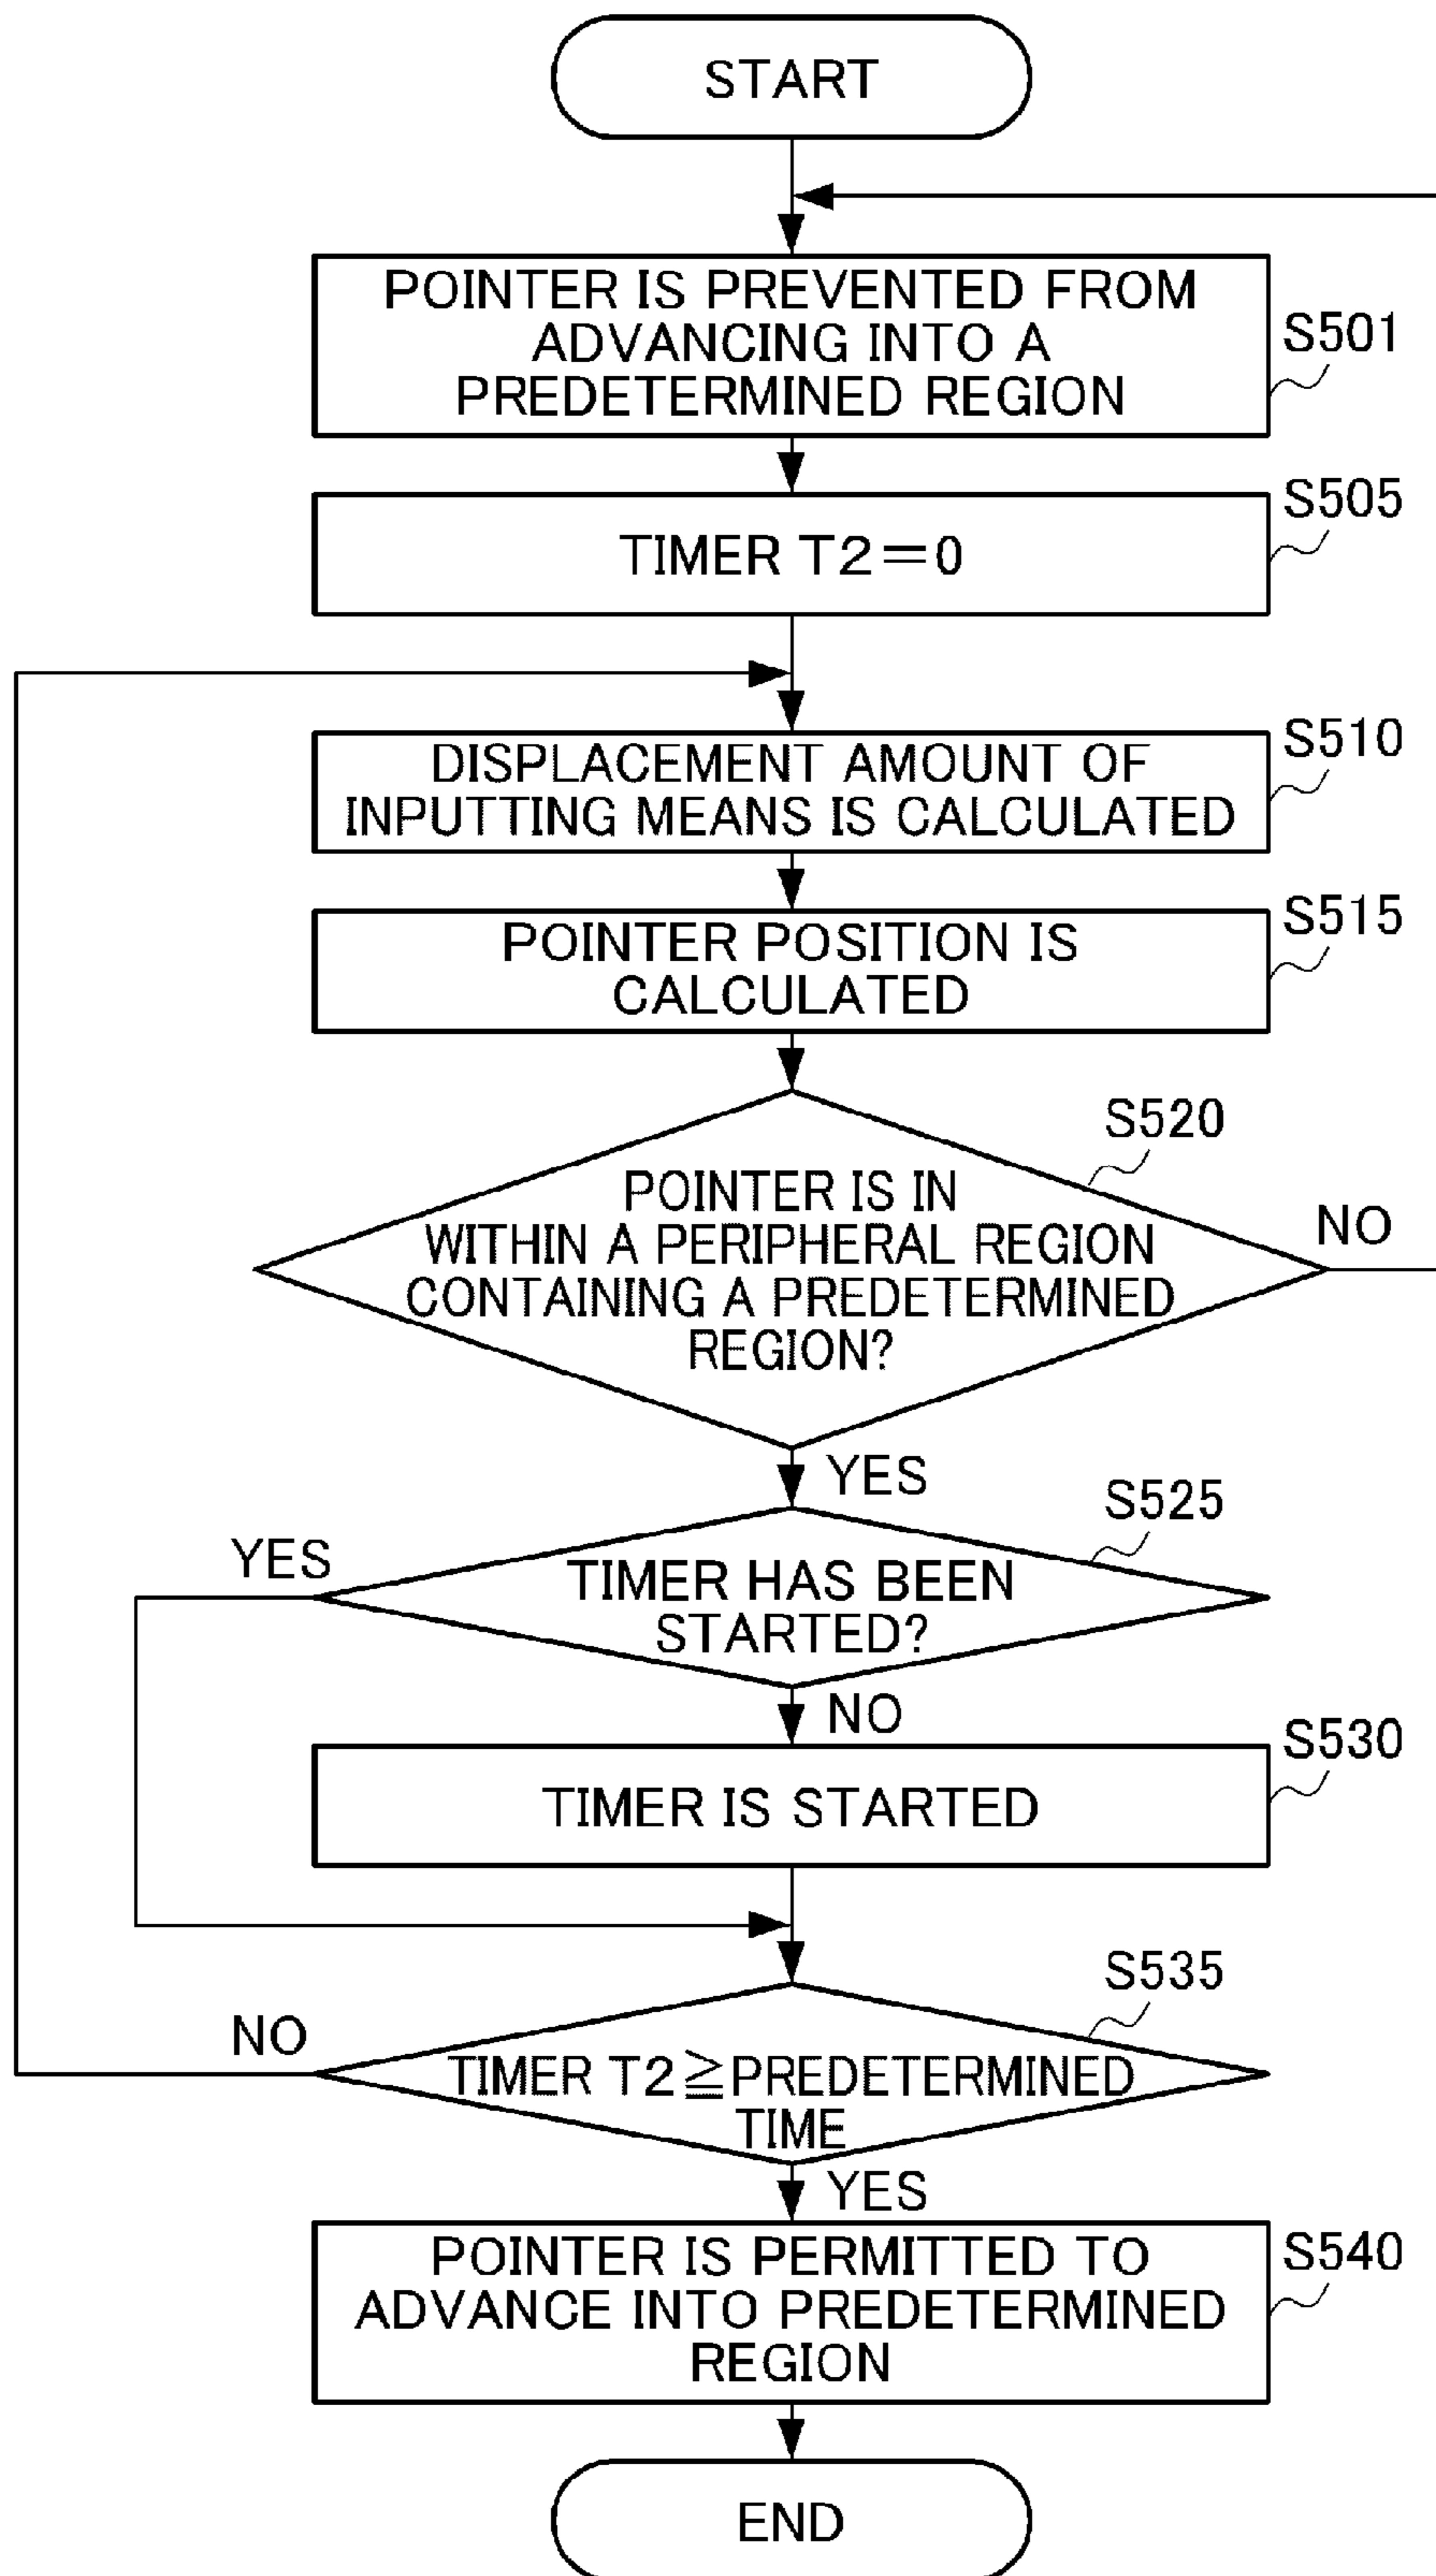 START
POINTER IS PREVENTED FROM
ADVANCING INTO A
PREDETERMINED REGION
S501
TIMER T2=0
S505
DISPLACEMENT AMOUNT OF
INPUTTING MEANS IS CALCULATED
S510
POINTER POSITION IS
CALCULATED
S515
S520
POINTER IS IN
WITHIN A PERIPHERAL REGION
CONTAINING A PREDETERMINED
REGION?
NO
YES
S525
YES
TIMER HAS BEEN
STARTED?
NO
TIMER IS STARTED
S530
S535
NO
TIMER T2≧PREDETERMINED
TIME
YES
POINTER IS PERMITTED TO
ADVANCE INTO PREDETERMINED
REGION
S540
END